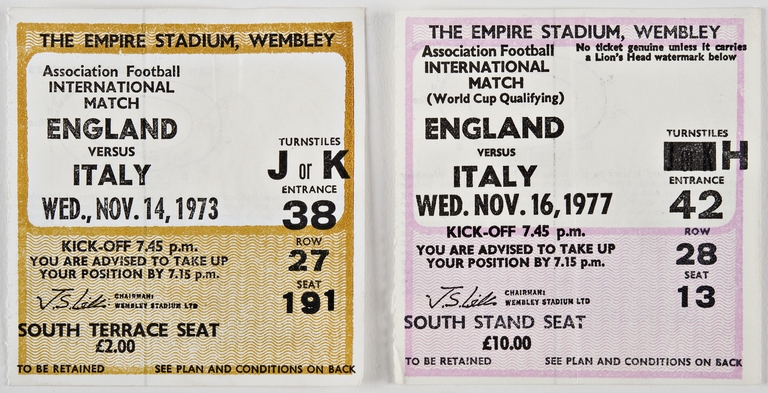 THE EMPIRE STADIUM, WEMBLEY
Association Football
INTERNATIONAL
MATCH
ENGLAND
VERSUS
ITALY
WED., NOV. 14, 1973
TURNSTILES
J or K
ENTRANCE
38
KICK-OFF 7.45 p.m.
YOU ARE ADVISED TO TAKE UP
YOUR POSITION BY 7.15 p.m.
ROW
27
SEAT
191
CHAIRMAN:
WEMBLEY STADIUM LTD
SOUTH TERRACE SEAT
£2.00
TO BE RETAINED
SEE PLAN AND CONDITIONS ON BACK
THE EMPIRE STADIUM, WEMBLEY
Association Football
INTERNATIONAL
MATCH
(World Cup Qualifying)
No ticket genuine unless it carries
a Lion's Head watermark below
ENGLAND
VERSUS
ITALY
WED. NOV. 16, 1977
TURNSTILES
H
ENTRANCE
42
KICK-OFF 7.45 p.m.
YOU ARE ADVISED TO TAKE UP
YOUR POSITION BY 7.15 p.m.
ROW
28
SEAT
13
CHAIRMAN:
WEMBLEY STADIUM LTD
SOUTH STAND SEAT
£10.00
TO BE RETAINED
SEE PLAN AND CONDITIONS ON BACK